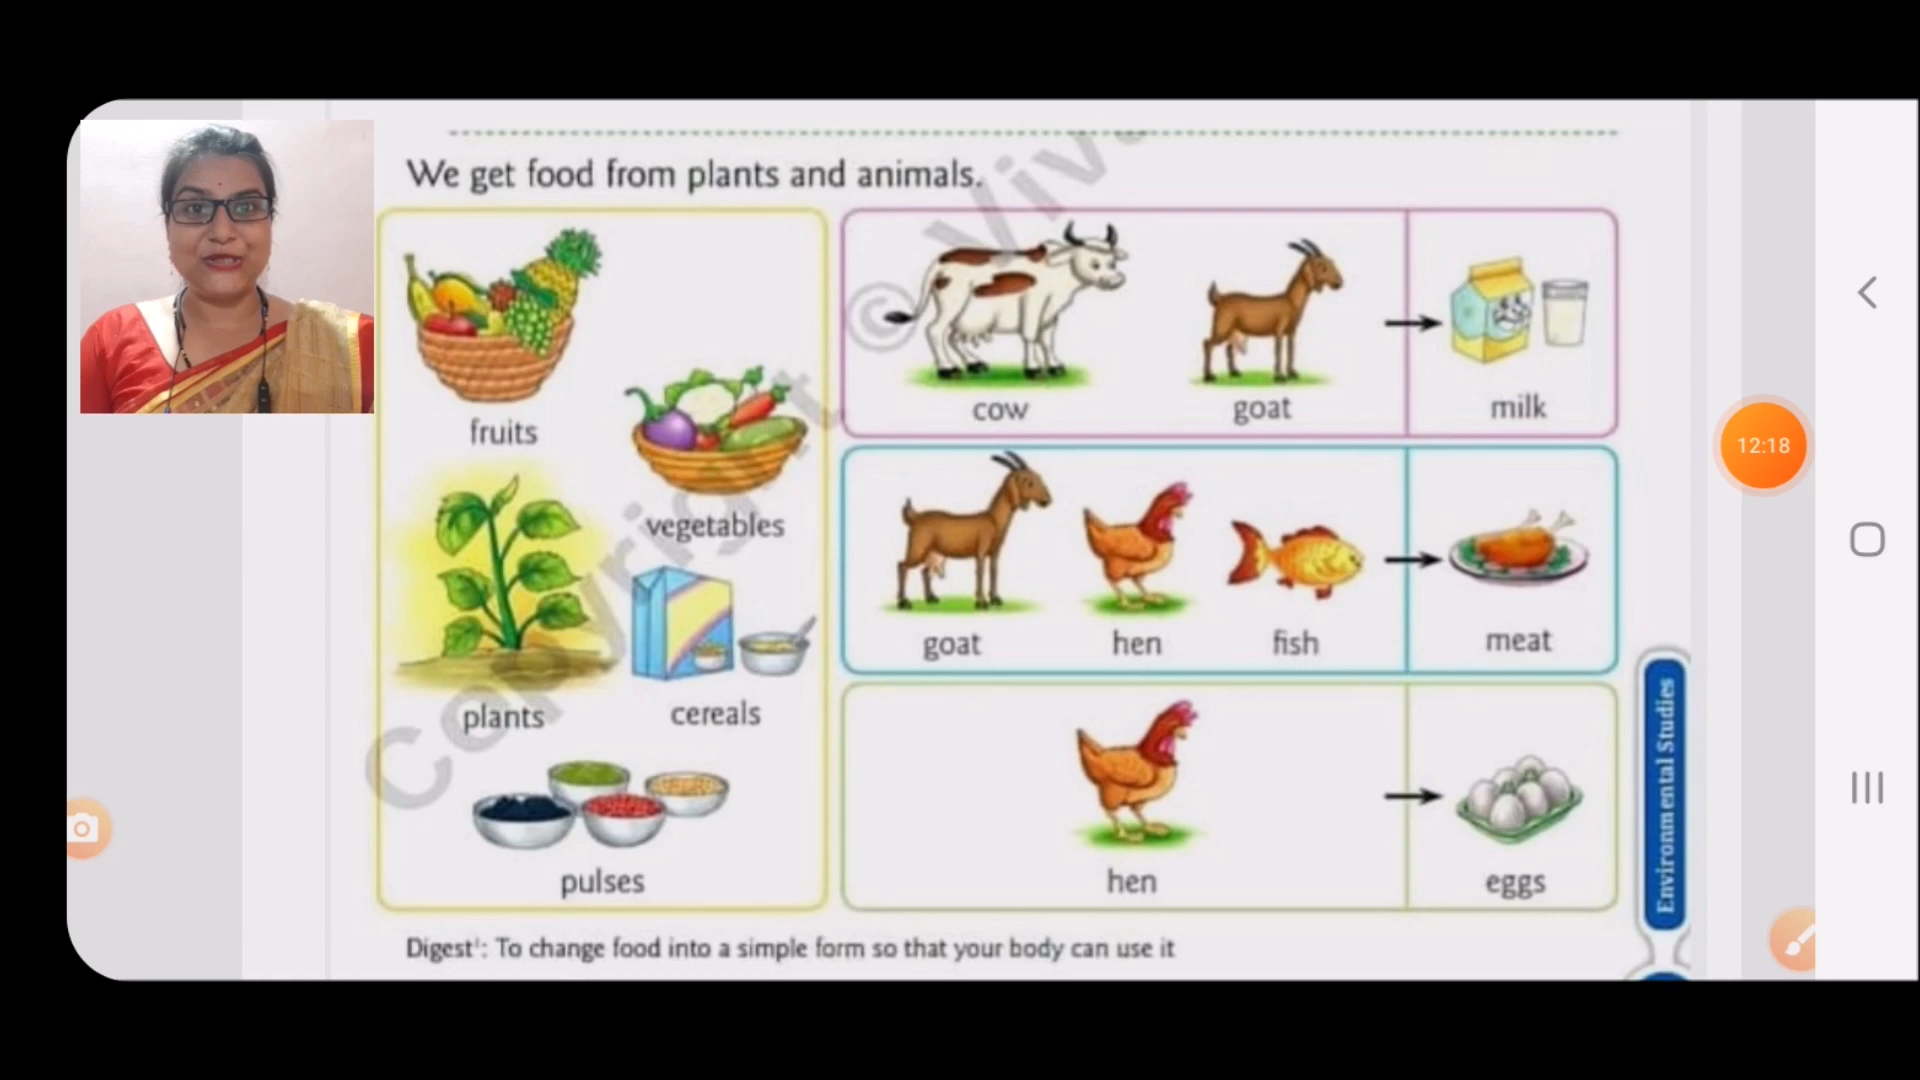 We get food from plants and animals.
fruits
vegetables
plants
cereals
pulses
cow
goat
milk
goat
hen
fish
meat
hen
eggs
Digest¹: To change food into a simple form so that your body can use it
Environmental Studies
12:18
Copyright © Viv